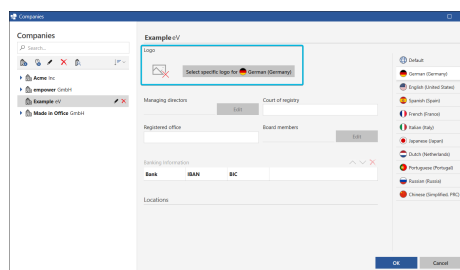 Companies
Companies
Search...
Acme Inc
empower GmbH
Example eV
Made in Office GmbH
Example eV
Logo
Select specific logo for German (Germany)
Managing directors
Edit
Court of registry
Registered office
Board members
Edit
Banking information
Bank IBAN BIC
Locations
Default
German (Germany)
English (United States)
Spanish (Spain)
French (France)
Italian (Italy)
Japanese (Japan)
Dutch (Netherlands)
Portuguese (Portugal)
Russian (Russia)
Chinese (Simplified, PRC)
OK Cancel